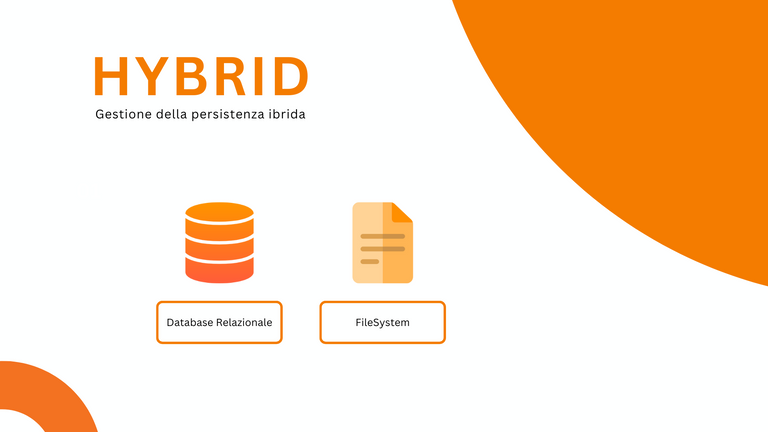 HYBRID
Gestione della persistenza ibrida
Database Relazionale
FileSystem